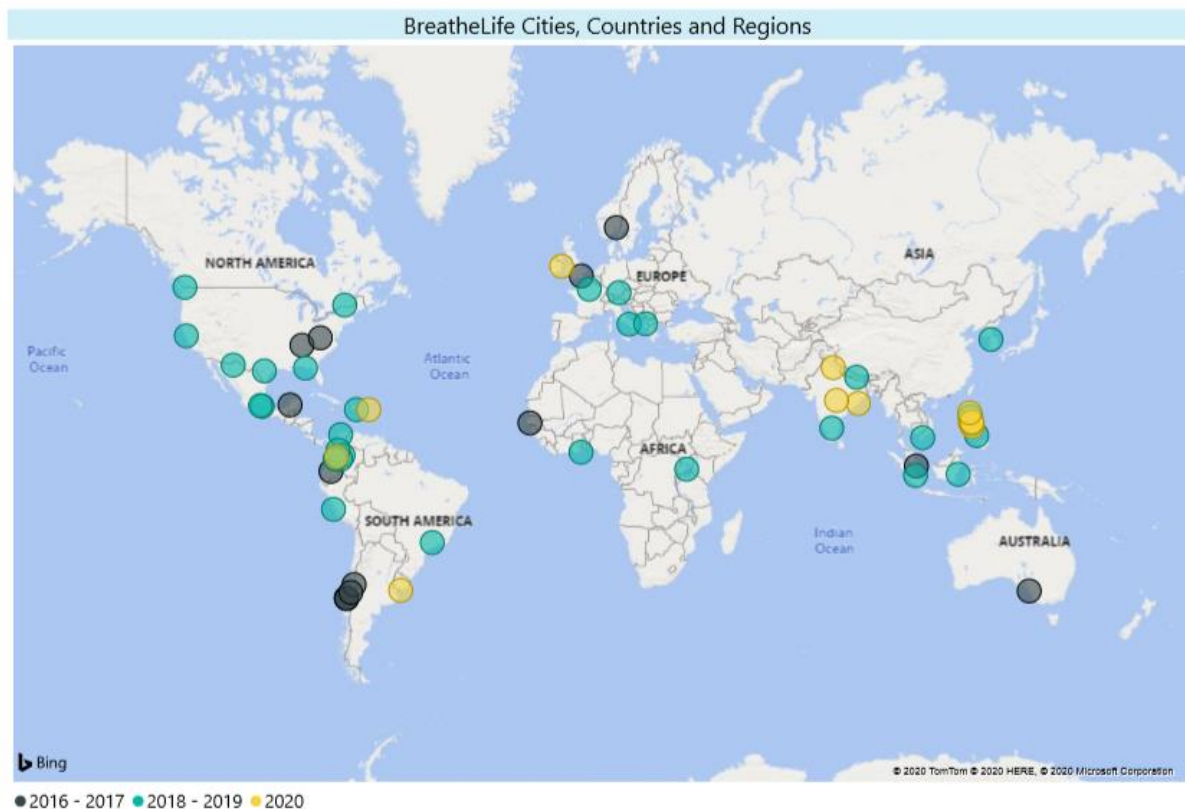 BreatheLife Cities, Countries and Regions
NORTH AMERICA
EUROPE
ASIA
Pacific
Ocean
Atlantic
Ocean
AFRICA
SOUTH AMERICA
Indian
Ocean
AUSTRALIA
Bing
© 2020 TomTom © 2020 HERE, © 2020 Microsoft Corporation
2016 - 2017 2018 - 2019 2020